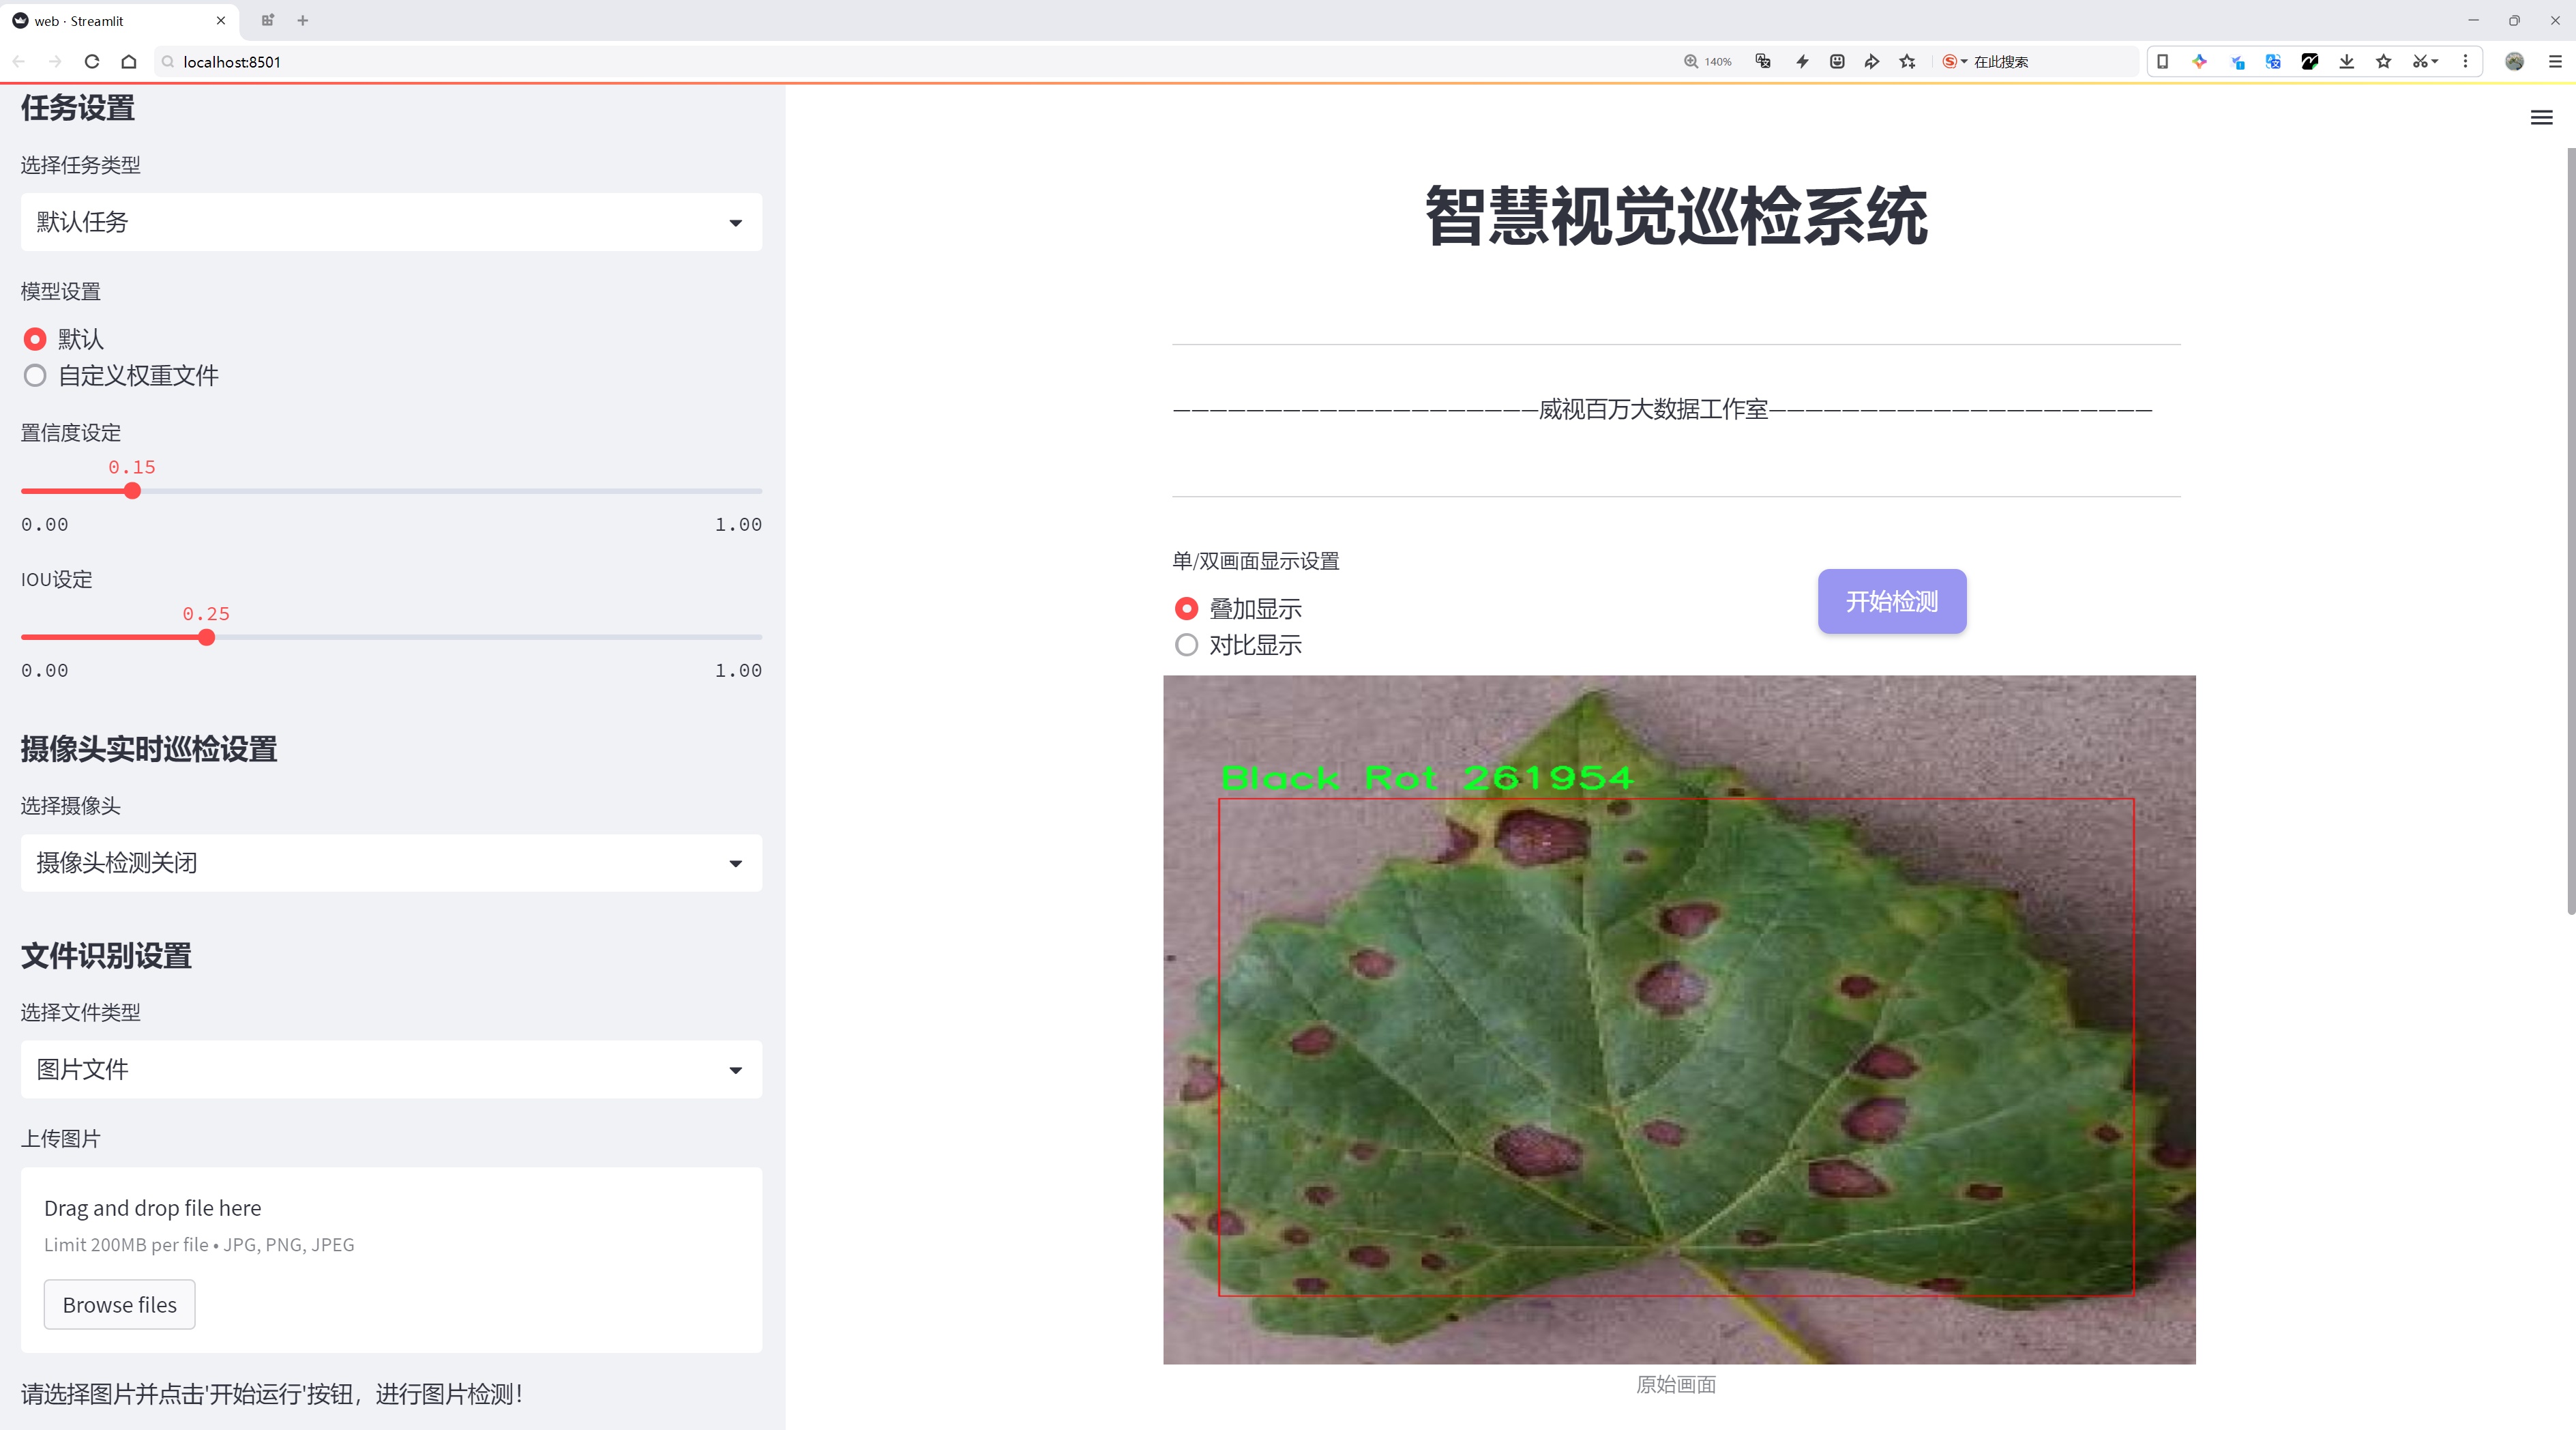 web · Streamlit
localhost:8501
140%
在此搜索
任务设置
选择任务类型
默认任务
模型设置
默认
自定义权重文件
置信度设定
0.15
0.00
1.00
IOU设定
0.25
0.00
1.00
摄像头实时巡检设置
选择摄像头
摄像头检测关闭
文件识别设置
选择文件类型
图片文件
上传图片
Drag and drop file here
Limit 200MB per file • JPG, PNG, JPEG
Browse files
请选择图片并点击'开始运行'按钮，进行图片检测！
智慧视觉巡检系统
—————————————————————威视百万大数据工作室—————————————————————
单/双画面显示设置
叠加显示
对比显示
开始检测
Black Rot 261954
原始画面